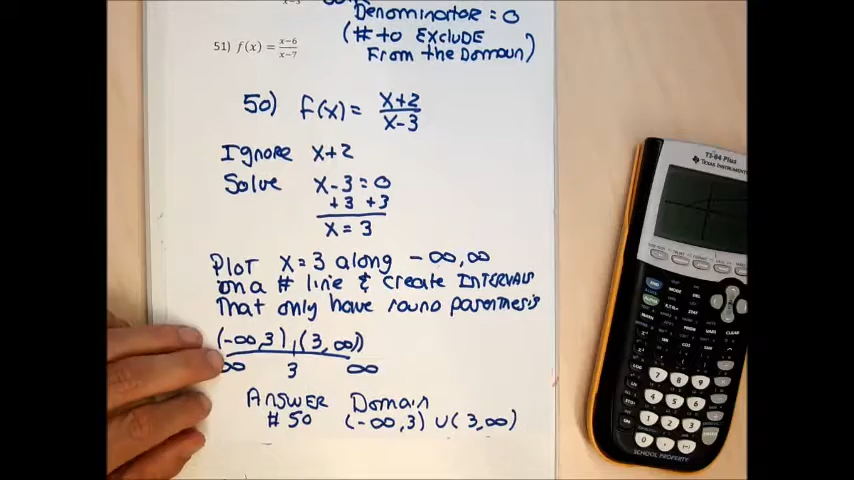 Denominator = 0
(# to Exclude
From the Domain)
51) f(x) = x-6/x-7
50) f(x) = x+2/x-3
Ignore x+2
Solve x-3=0
+3 +3
x = 3
Plot x=3 along -∞,∞
on a # line & create Intervals
That only have round parenthesis
(-∞,3) (3,∞)
∞ 3 ∞
Answer Domain
#50 (-∞,3) ∪ (3,∞)
TI-84 Plus
Texas Instruments
SCHOOL PROPERTY